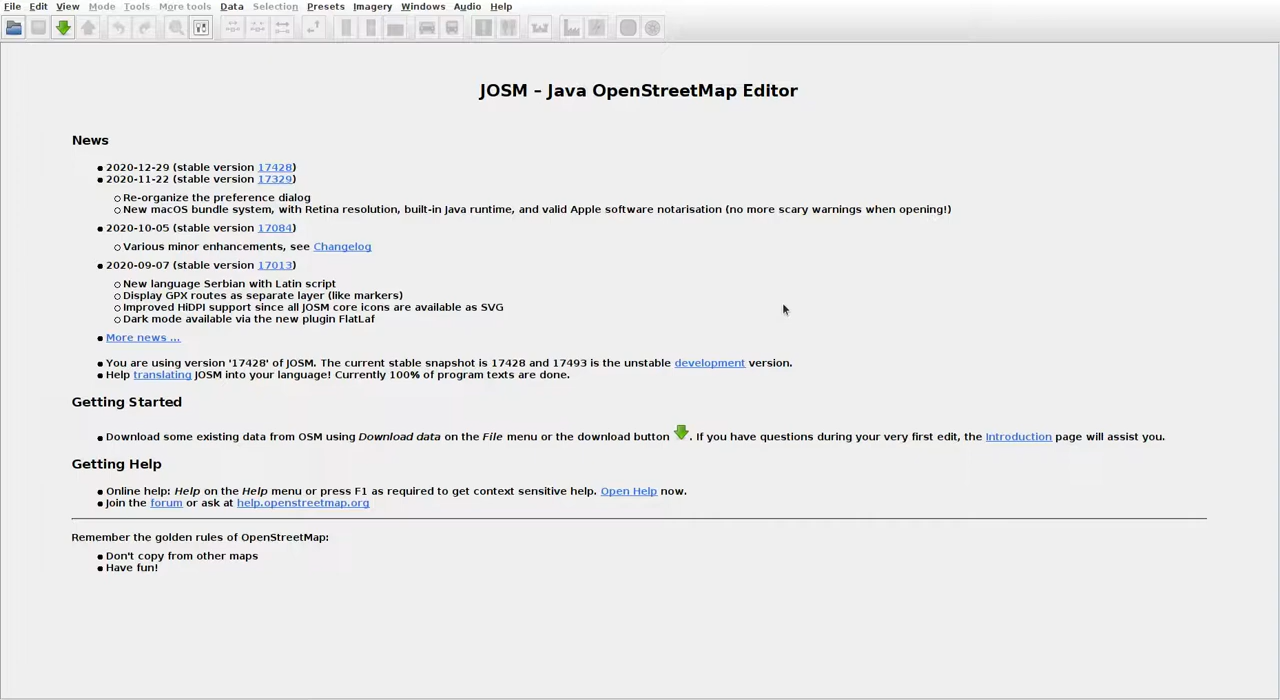 File Edit View Mode Tools More tools Data Selection Presets Imagery Windows Audio Help
JOSM – Java OpenStreetMap Editor
News
2020-12-29 (stable version 17428)
2020-11-22 (stable version 17329)
Re-organize the preference dialog
New macOS bundle system, with Retina resolution, built-in Java runtime, and valid Apple software notarisation (no more scary warnings when opening!)
2020-10-05 (stable version 17084)
Various minor enhancements, see Changelog
2020-09-07 (stable version 17013)
New language Serbian with Latin script
Display GPX routes as separate layer (like markers)
Improved HiDPI support since all JOSM core icons are available as SVG
Dark mode available via the new plugin FlatLaf
More news ...
You are using version '17428' of JOSM. The current stable snapshot is 17428 and 17493 is the unstable development version.
Help translating JOSM into your language! Currently 100% of program texts are done.
Getting Started
Download some existing data from OSM using Download data on the File menu or the download button . If you have questions during your very first edit, the Introduction page will assist you.
Getting Help
Online help: Help on the Help menu or press F1 as required to get context sensitive help. Open Help now.
Join the forum or ask at help.openstreetmap.org
Remember the golden rules of OpenStreetMap:
Don't copy from other maps
Have fun!